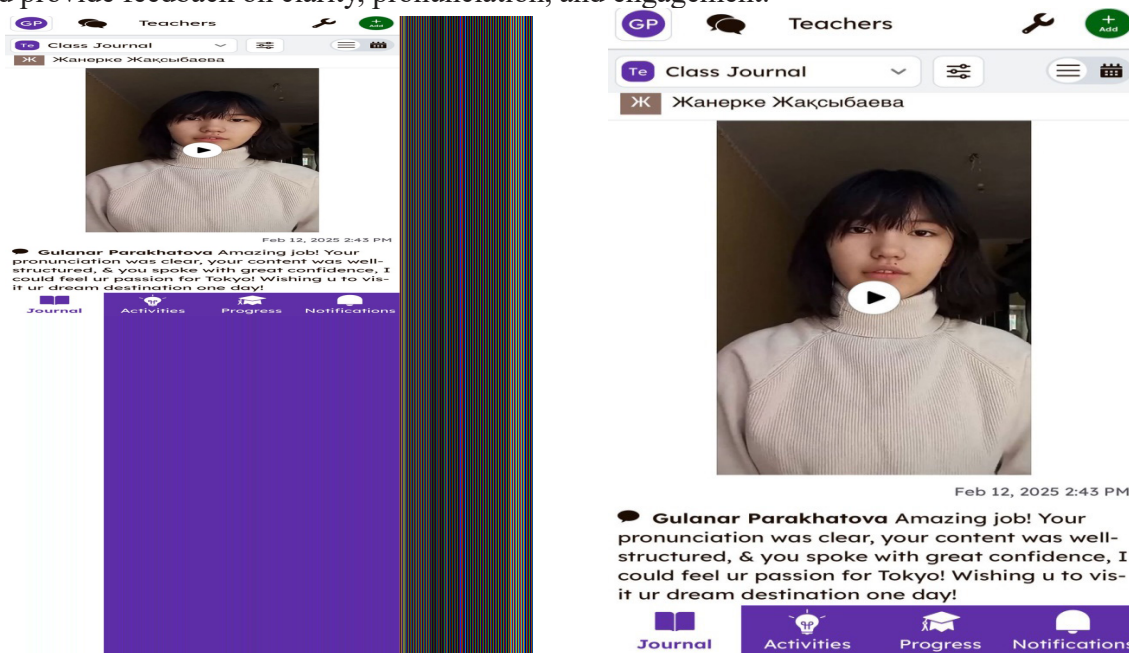 d provide feedback on clarity, pronunciation, and engagement.
GP Teachers Add
Te Class Journal
Ж Жанерке Жақсыбаева
Feb 12, 2025 2:43 PM
Gulanar Parakhatova Amazing job! Your
pronunciation was clear, your content was well-
structured, & you spoke with great confidence, I
could feel ur passion for Tokyo! Wishing u to vis-
it ur dream destination one day!
Journal Activities Progress Notifications
GP Teachers Add
Te Class Journal
Ж Жанерке Жақсыбаева
Feb 12, 2025 2:43 PM
Gulanar Parakhatova Amazing job! Your
pronunciation was clear, your content was well-
structured, & you spoke with great confidence, I
could feel ur passion for Tokyo! Wishing u to vis-
it ur dream destination one day!
Journal Activities Progress Notifications